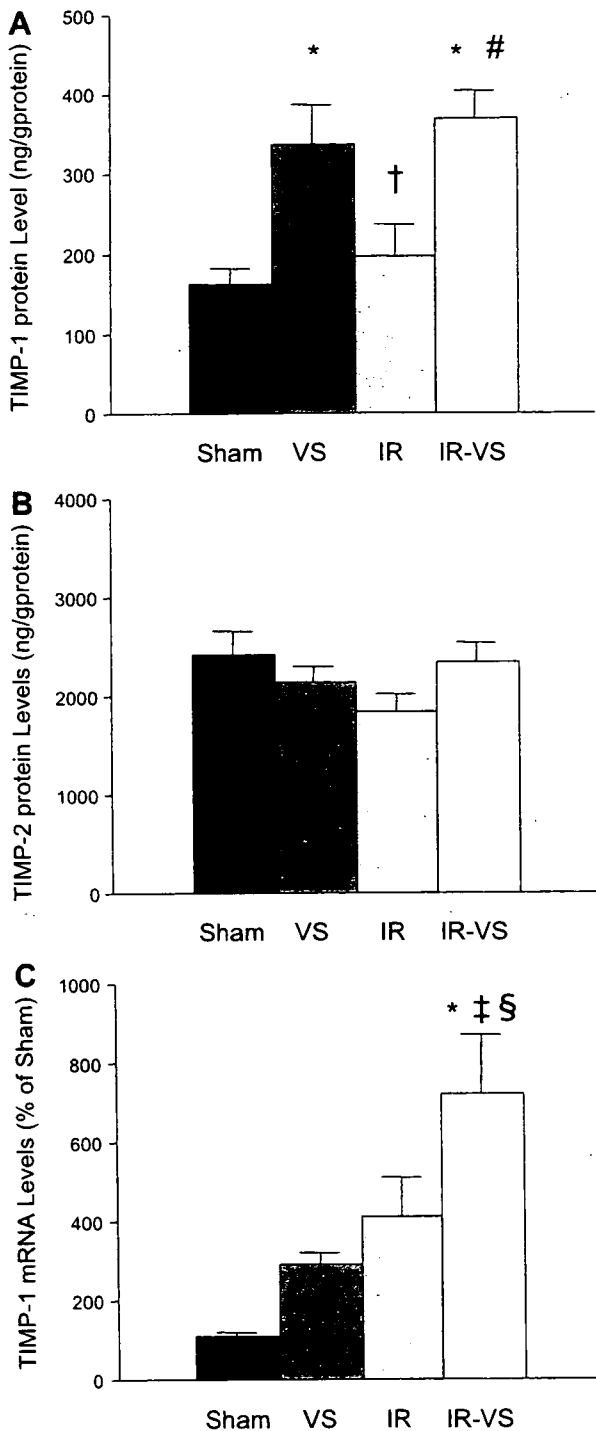 A
TIMP-1 protein Level (ng/gprotein)
500
400
300
200
100
0
*
†
* #
Sham VS IR IR-VS
B
TIMP-2 protein Levels (ng/gprotein)
4000
3000
2000
1000
0
Sham VS IR IR-VS
C
TIMP-1 mRNA Levels (% of Sham)
1000
800
600
400
200
0
* ‡ §
Sham VS IR IR-VS